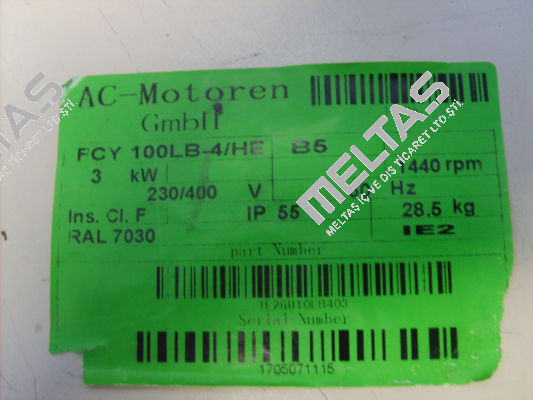 AC-Motoren
GmbH
FCY 100LB-4/HE B5
3 kW 1440 rpm
230/400 V Hz
Ins. Cl. F IP 55 28,5 kg
RAL 7030 IE2
part Number
Serial Number
1705071115
MELTAS
MELTAŞ İÇ VE DIŞ TİCARET LTD ŞTİ.
MELTAS
MELTAS